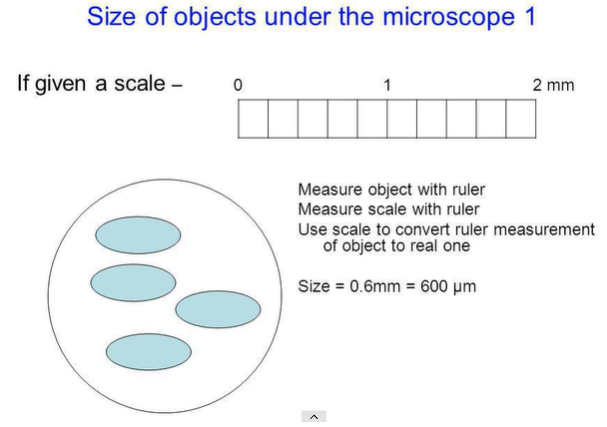 Size of objects under the microscope 1
If given a scale –
0 1 2 mm
Measure object with ruler
Measure scale with ruler
Use scale to convert ruler measurement
of object to real one
Size = 0.6mm = 600 µm